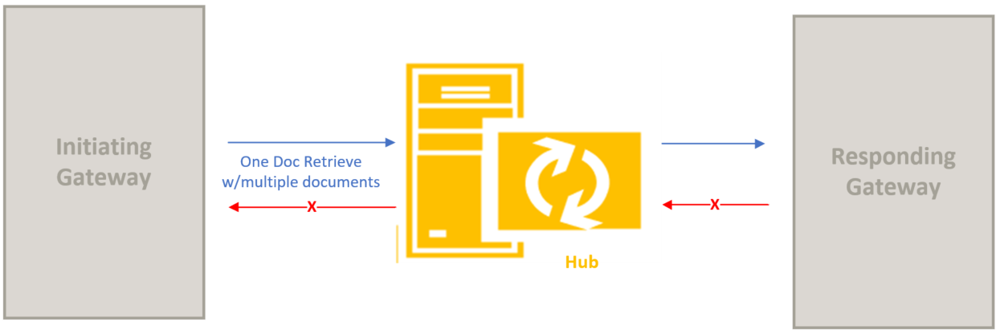 Initiating
Gateway
One Doc Retrieve
w/multiple documents
X
Hub
X
Responding
Gateway